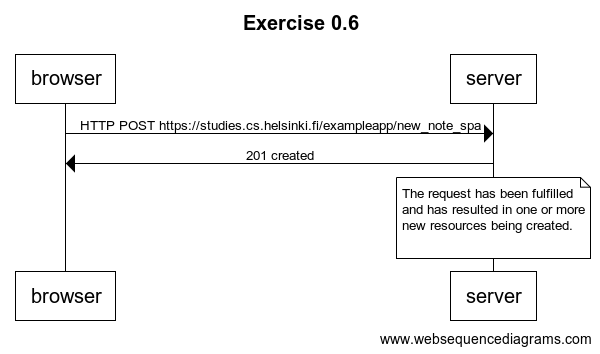 Exercise 0.6
browser
server
HTTP POST https://studies.cs.helsinki.fi/exampleapp/new_note_spa
201 created
The request has been fulfilled
and has resulted in one or more
new resources being created.
browser
server
www.websequencediagrams.com